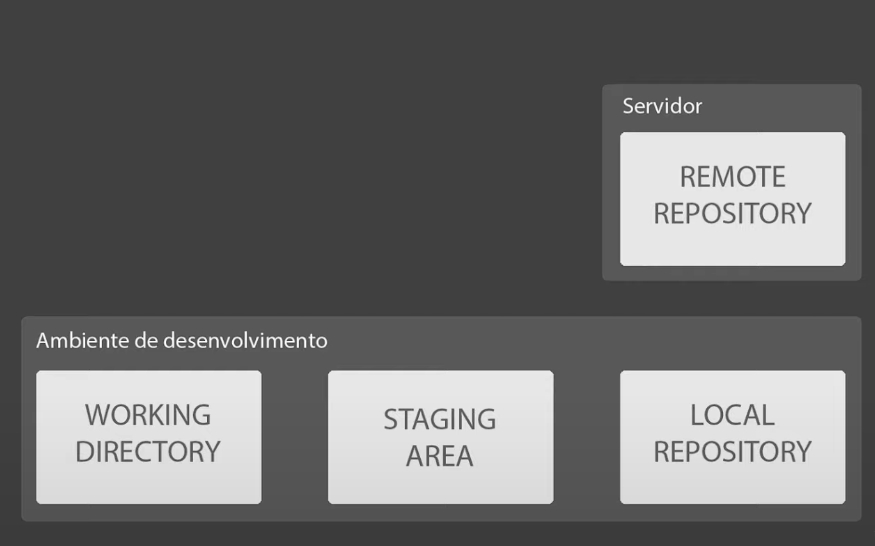 Servidor
REMOTE
REPOSITORY
Ambiente de desenvolvimento
WORKING
DIRECTORY
STAGING
AREA
LOCAL
REPOSITORY